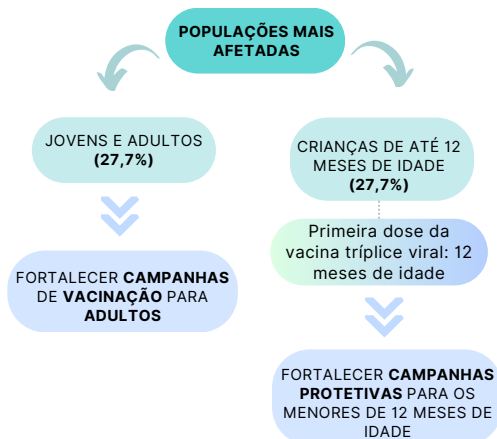 POPULAÇÕES MAIS
AFETADAS
JOVENS E ADULTOS
(27,7%)
CRIANÇAS DE ATÉ 12
MESES DE IDADE
(27,7%)
Primeira dose da
vacina tríplice viral: 12
meses de idade
FORTALECER CAMPANHAS
DE VACINAÇÃO PARA
ADULTOS
FORTALECER CAMPANHAS
PROTETIVAS PARA OS
MENORES DE 12 MESES DE
IDADE